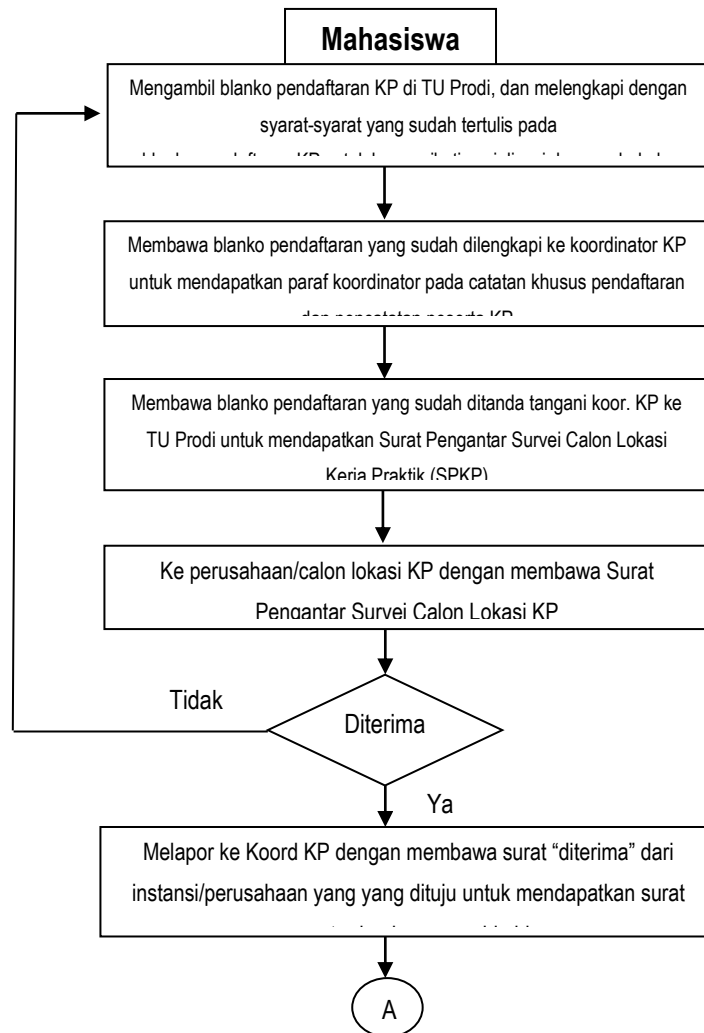 Mahasiswa
Mengambil blanko pendaftaran KP di TU Prodi, dan melengkapi dengan
syarat-syarat yang sudah tertulis pada
Membawa blanko pendaftaran yang sudah dilengkapi ke koordinator KP
untuk mendapatkan paraf koordinator pada catatan khusus pendaftaran
dan pencatatan peserta KP
Membawa blanko pendaftaran yang sudah ditanda tangani koor. KP ke
TU Prodi untuk mendapatkan Surat Pengantar Survei Calon Lokasi
Kerja Praktik (SPKP)
Ke perusahaan/calon lokasi KP dengan membawa Surat
Pengantar Survei Calon Lokasi KP
Tidak
Diterima
Ya
Melapor ke Koord KP dengan membawa surat “diterima” dari
instansi/perusahaan yang yang dituju untuk mendapatkan surat
A